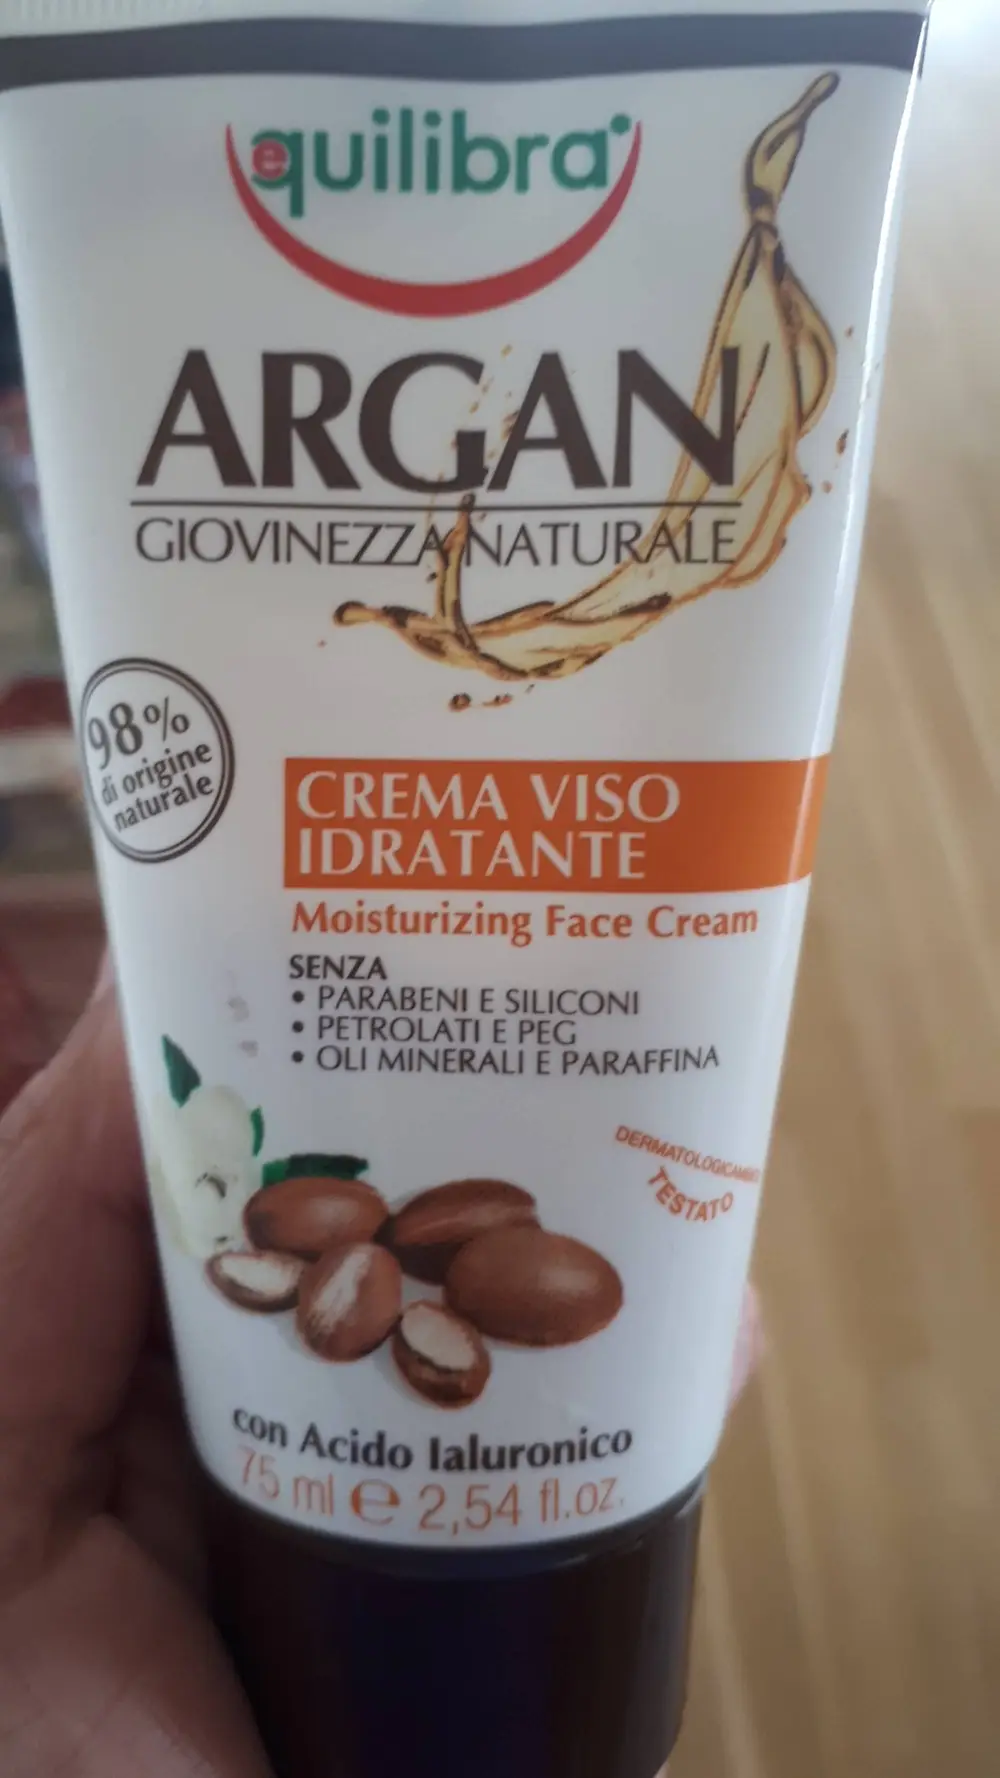 equilibra
ARGAN
GIOVINEZZA NATURALE
98%
di origine
naturale
CREMA VISO
IDRATANTE
Moisturizing Face Cream
SENZA
• PARABENI E SILICONI
• PETROLATI E PEG
• OLI MINERALI E PARAFFINA
DERMATOLOGICAMENTE
TESTATO
con Acido Ialuronico
75 ml e 2,54 fl.oz.